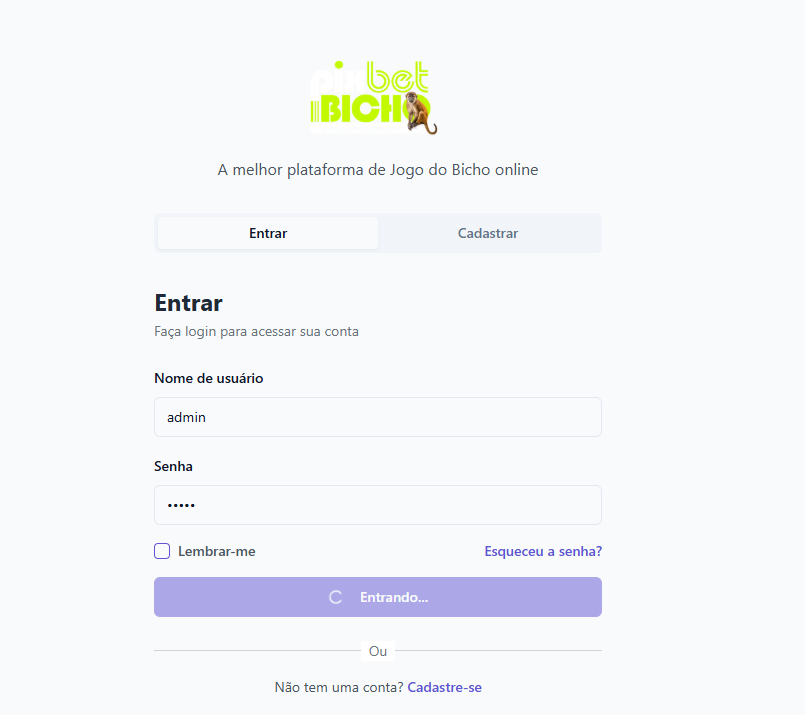 pixbet
BICHO
A melhor plataforma de Jogo do Bicho online
Entrar
Cadastrar
Entrar
Faça login para acessar sua conta
Nome de usuário
admin
Senha
•••••
Lembrar-me
Esqueceu a senha?
Entrando...
Ou
Não tem uma conta? Cadastre-se